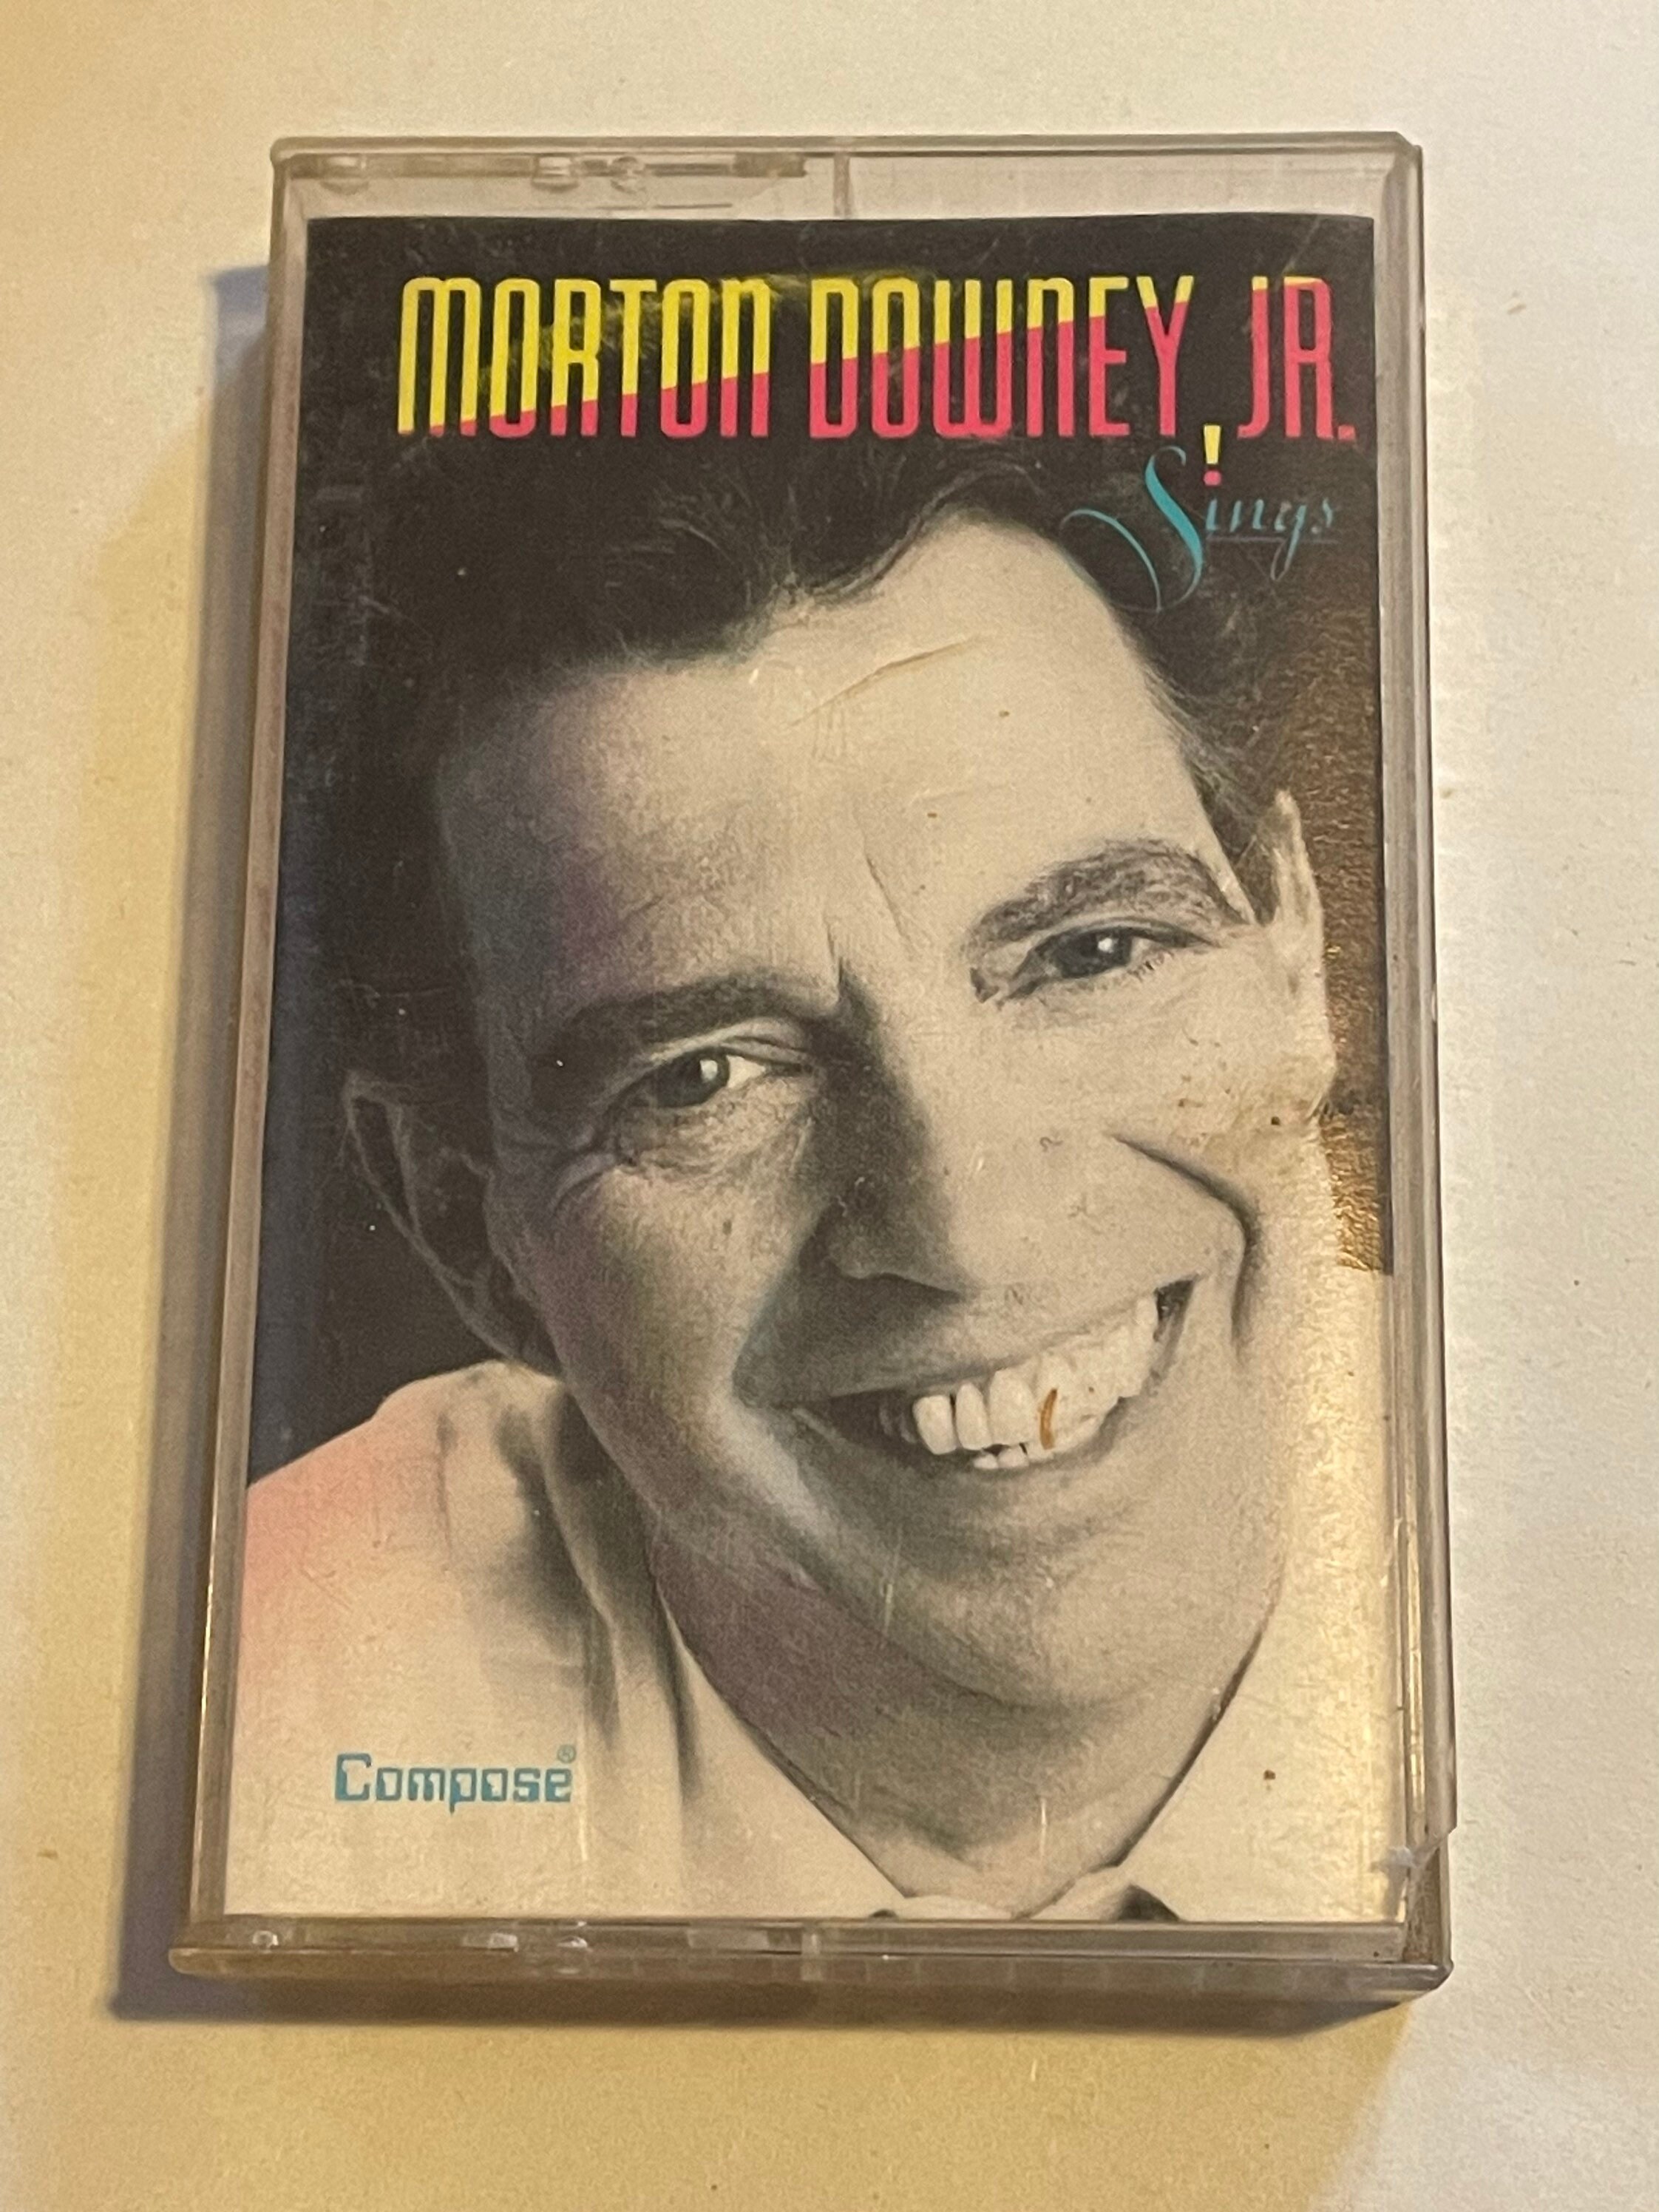 MORTON DOWNEY, JR.
Sings!
Compose®